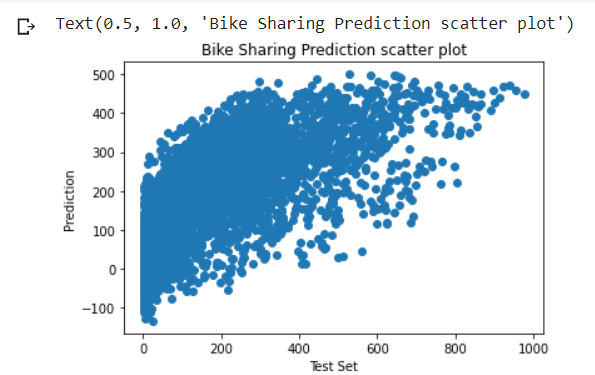 Text(0.5, 1.0, 'Bike Sharing Prediction scatter plot')
Bike Sharing Prediction scatter plot
500
400
300
200
100
0
−100
Prediction
0 200 400 600 800 1000
Test Set